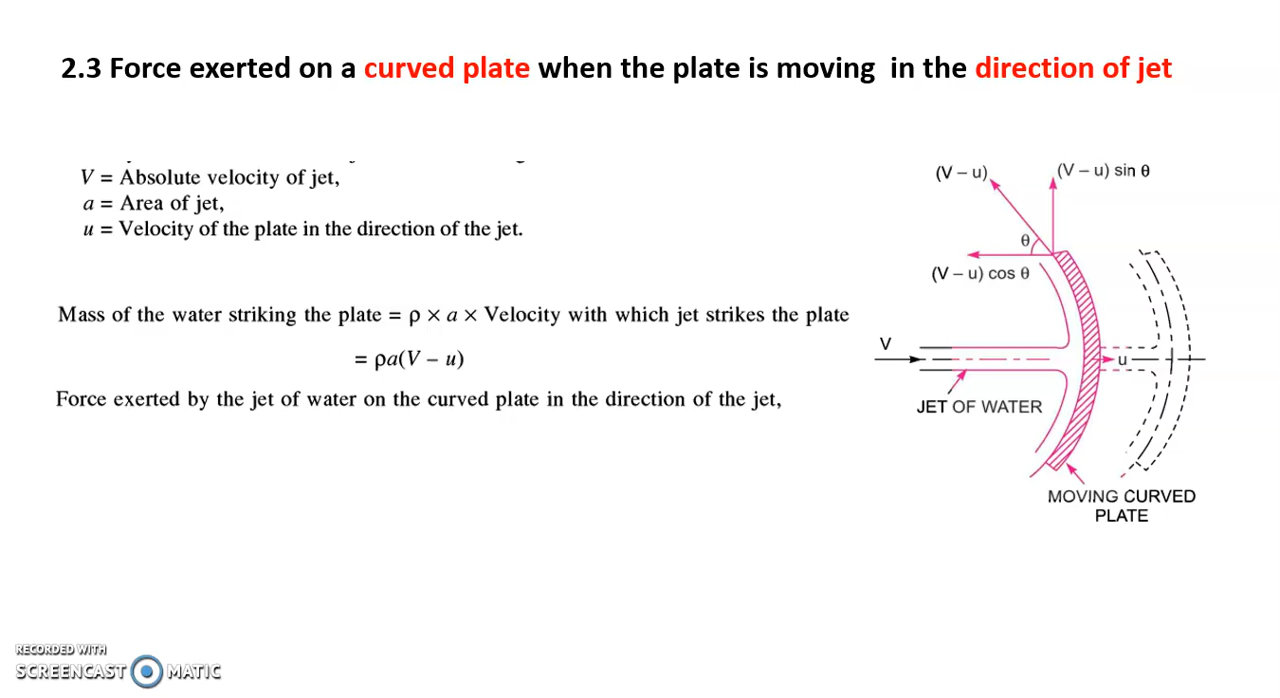 2.3 Force exerted on a curved plate when the plate is moving in the direction of jet
V = Absolute velocity of jet,
a = Area of jet,
u = Velocity of the plate in the direction of the jet.
Mass of the water striking the plate = ρ × a × Velocity with which jet strikes the plate
= ρa(V – u)
Force exerted by the jet of water on the curved plate in the direction of the jet,
(V – u)
(V – u) sin θ
θ
(V – u) cos θ
V
u
JET OF WATER
MOVING CURVED
PLATE
RECORDED WITH
SCREENCAST MATIC